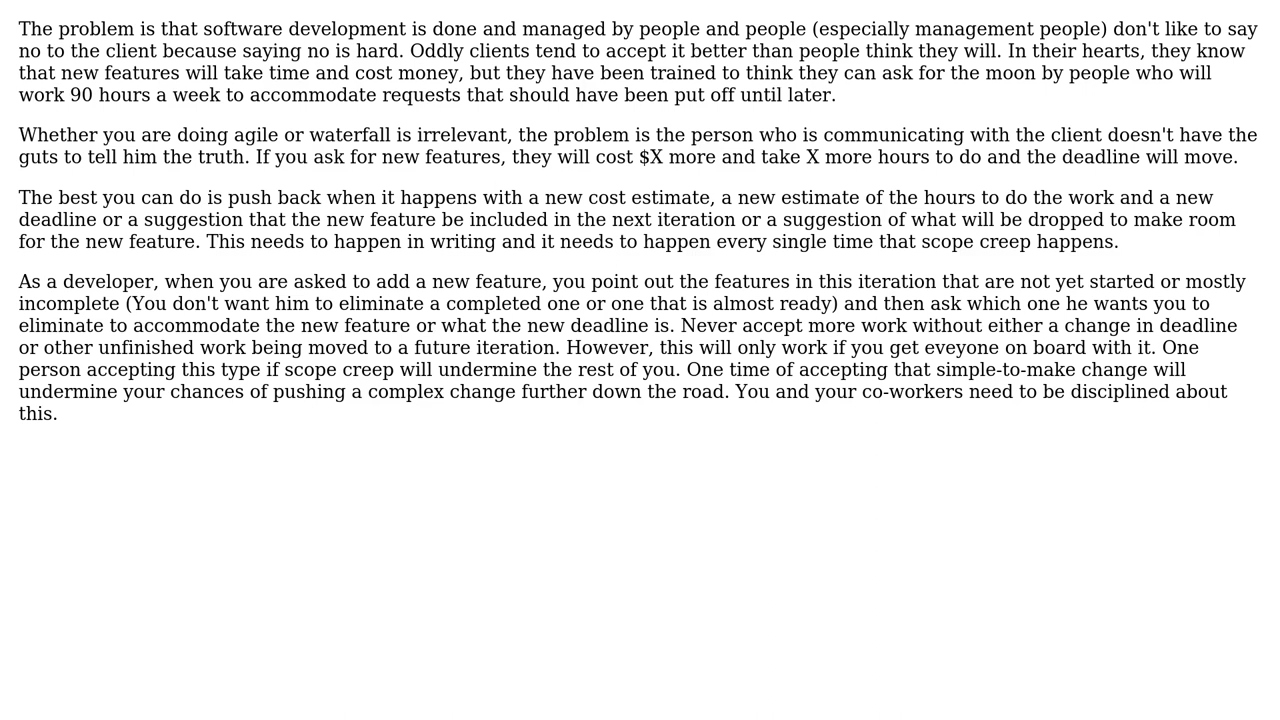 The problem is that software development is done and managed by people and people (especially management people) don't like to say
no to the client because saying no is hard. Oddly clients tend to accept it better than people think they will. In their hearts, they know
that new features will take time and cost money, but they have been trained to think they can ask for the moon by people who will
work 90 hours a week to accommodate requests that should have been put off until later.
Whether you are doing agile or waterfall is irrelevant, the problem is the person who is communicating with the client doesn't have the
guts to tell him the truth. If you ask for new features, they will cost $X more and take X more hours to do and the deadline will move.
The best you can do is push back when it happens with a new cost estimate, a new estimate of the hours to do the work and a new
deadline or a suggestion that the new feature be included in the next iteration or a suggestion of what will be dropped to make room
for the new feature. This needs to happen in writing and it needs to happen every single time that scope creep happens.
As a developer, when you are asked to add a new feature, you point out the features in this iteration that are not yet started or mostly
incomplete (You don't want him to eliminate a completed one or one that is almost ready) and then ask which one he wants you to
eliminate to accommodate the new feature or what the new deadline is. Never accept more work without either a change in deadline
or other unfinished work being moved to a future iteration. However, this will only work if you get eveyone on board with it. One
person accepting this type if scope creep will undermine the rest of you. One time of accepting that simple-to-make change will
undermine your chances of pushing a complex change further down the road. You and your co-workers need to be disciplined about
this.